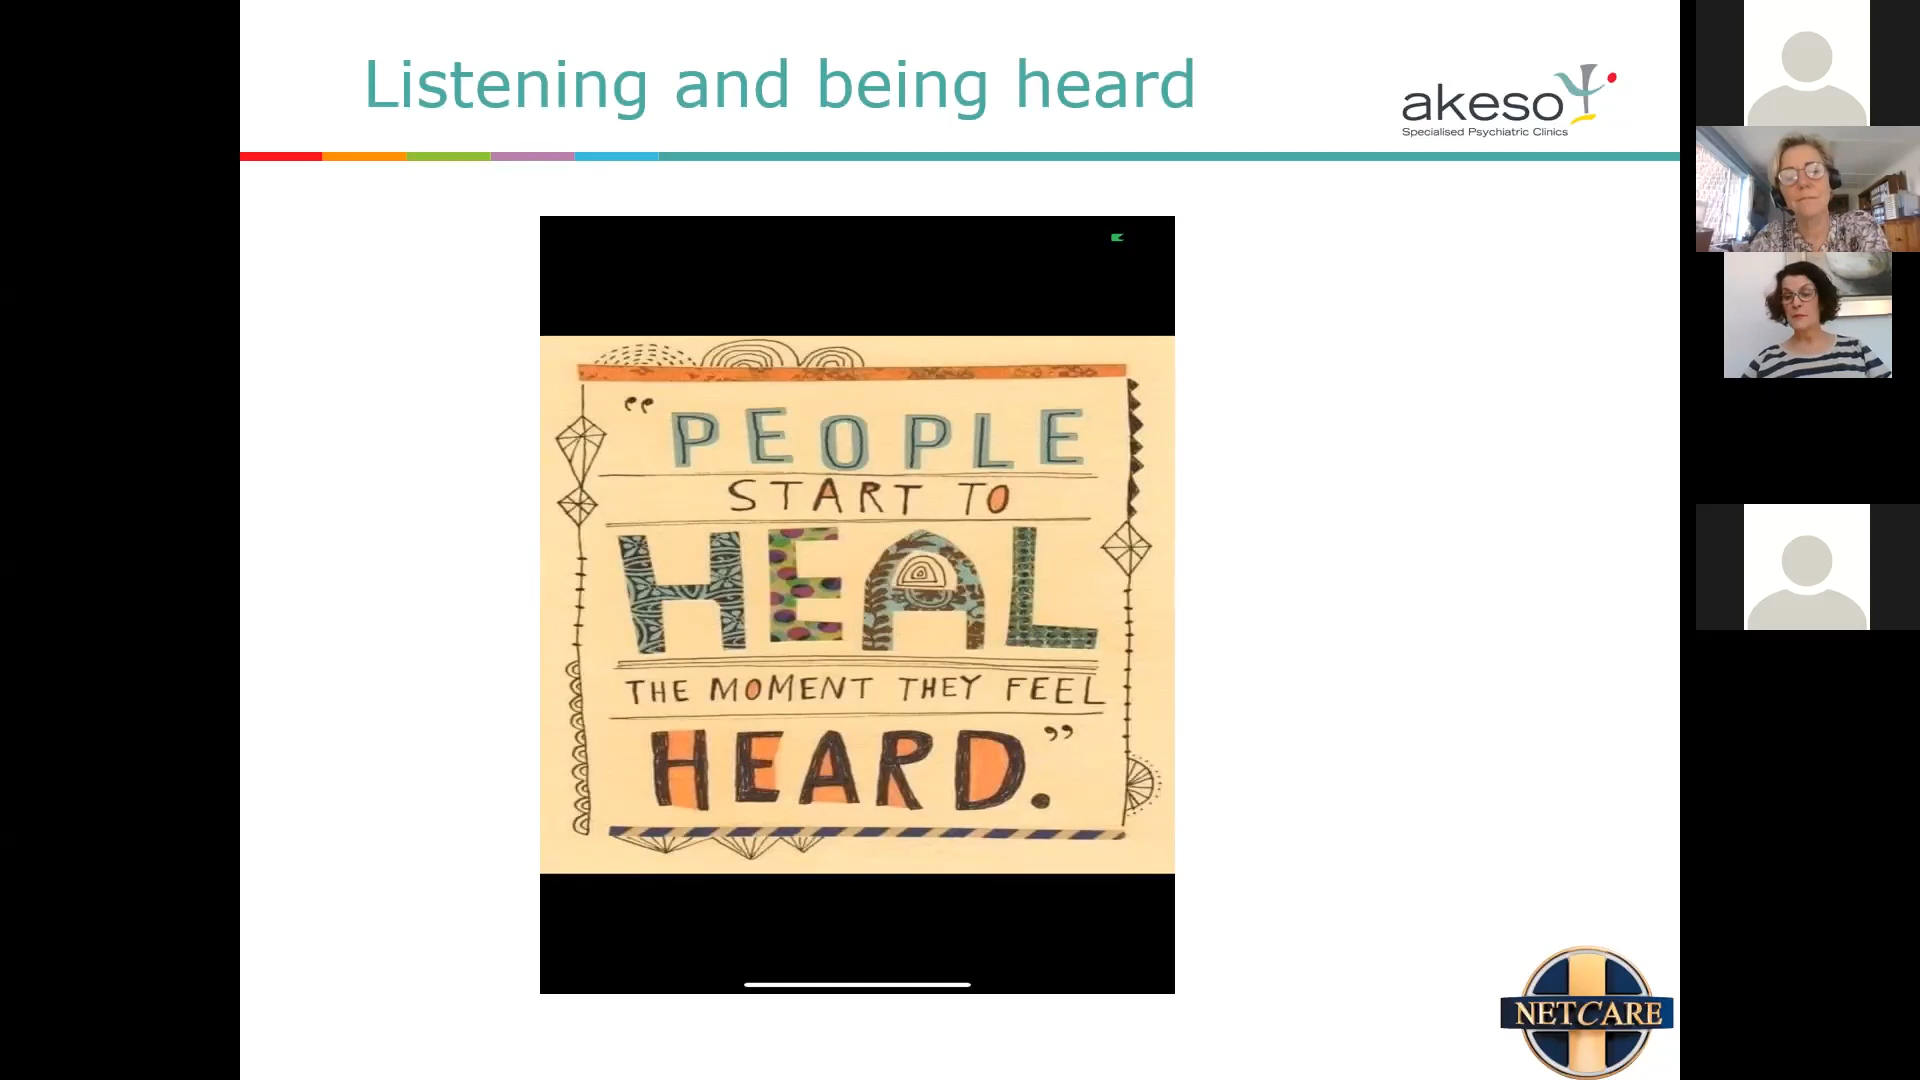 Listening and being heard
akeso
Specialised Psychiatric Clinics
“PEOPLE
START TO
HEAL
THE MOMENT THEY FEEL
HEARD.”
NETCARE